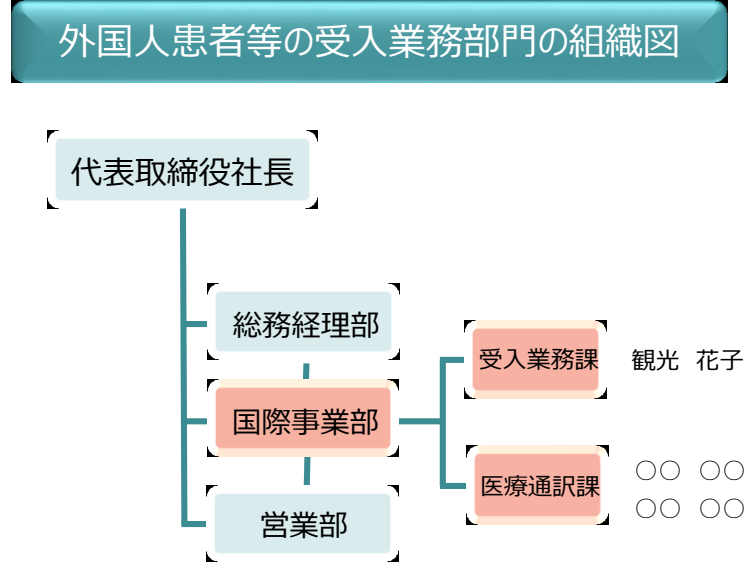 外国人患者等の受入業務部門の組織図
代表取締役社長
総務経理部
国際事業部
営業部
受入業務課
観光 花子
医療通訳課
○○ ○○
○○ ○○